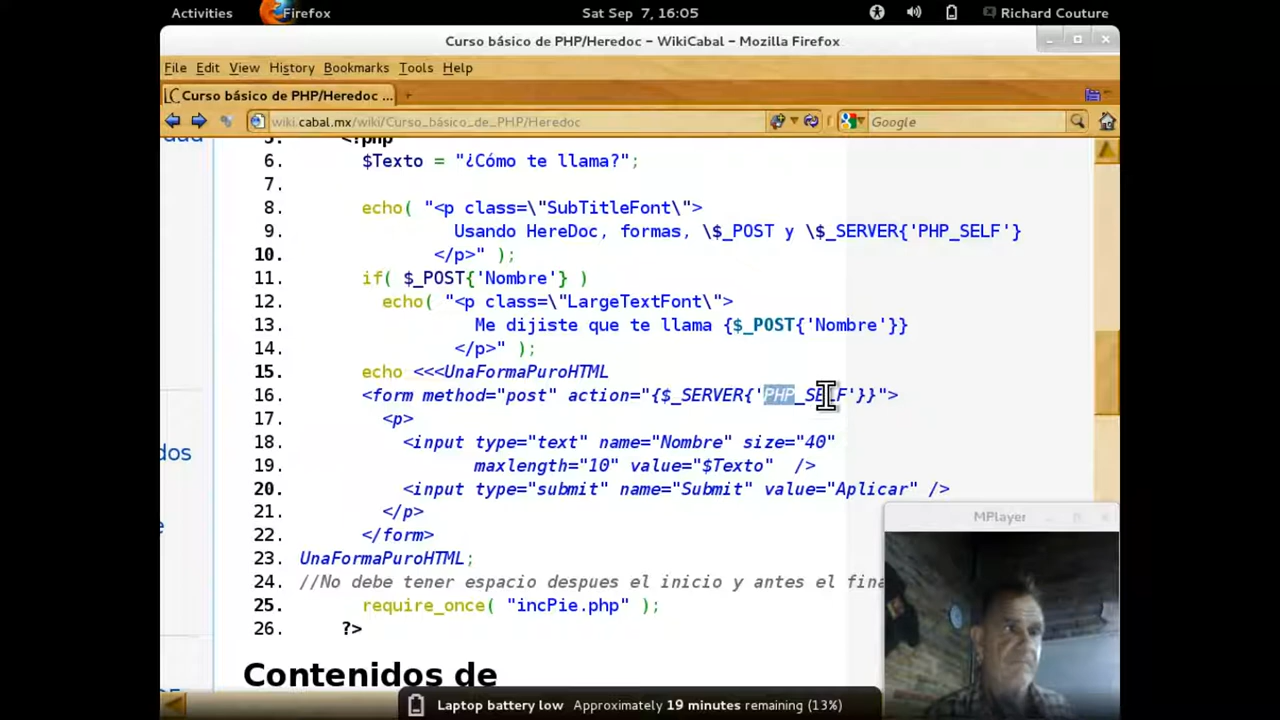 Activities Firefox Sat Sep 7, 16:05 Richard Couture
Curso básico de PHP/Heredoc – WikiCabal – Mozilla Firefox
File Edit View History Bookmarks Tools Help
Curso básico de PHP/Heredoc ...
wiki.cabal.mx/wiki/Curso_básico_de_PHP/Heredoc Google
5. <?php
6. $Texto = "¿Cómo te llama?";
7.
8. echo( "<p class=\"SubTitleFont\">
9. Usando HereDoc, formas, \$_POST y \$_SERVER{'PHP_SELF'}
10. </p>" );
11. if( $_POST{'Nombre'} )
12. echo( "<p class=\"LargeTextFont\">
13. Me dijiste que te llama {$_POST{'Nombre'}}
14. </p>" );
15. echo <<<UnaFormaPuroHTML
16. <form method="post" action="{$_SERVER{'PHP_SELF'}}">
17. <p>
18. <input type="text" name="Nombre" size="40"
dos
19. maxlength="10" value="$Texto" />
20. <input type="submit" name="Submit" value="Aplicar" />
21. </p>
MPlayer
22. </form>
23. UnaFormaPuroHTML;
24. //No debe tener espacio despues el inicio y antes el fina
25. require_once( "incPie.php" );
26. ?>
Contenidos de
Laptop battery low Approximately 19 minutes remaining (13%)